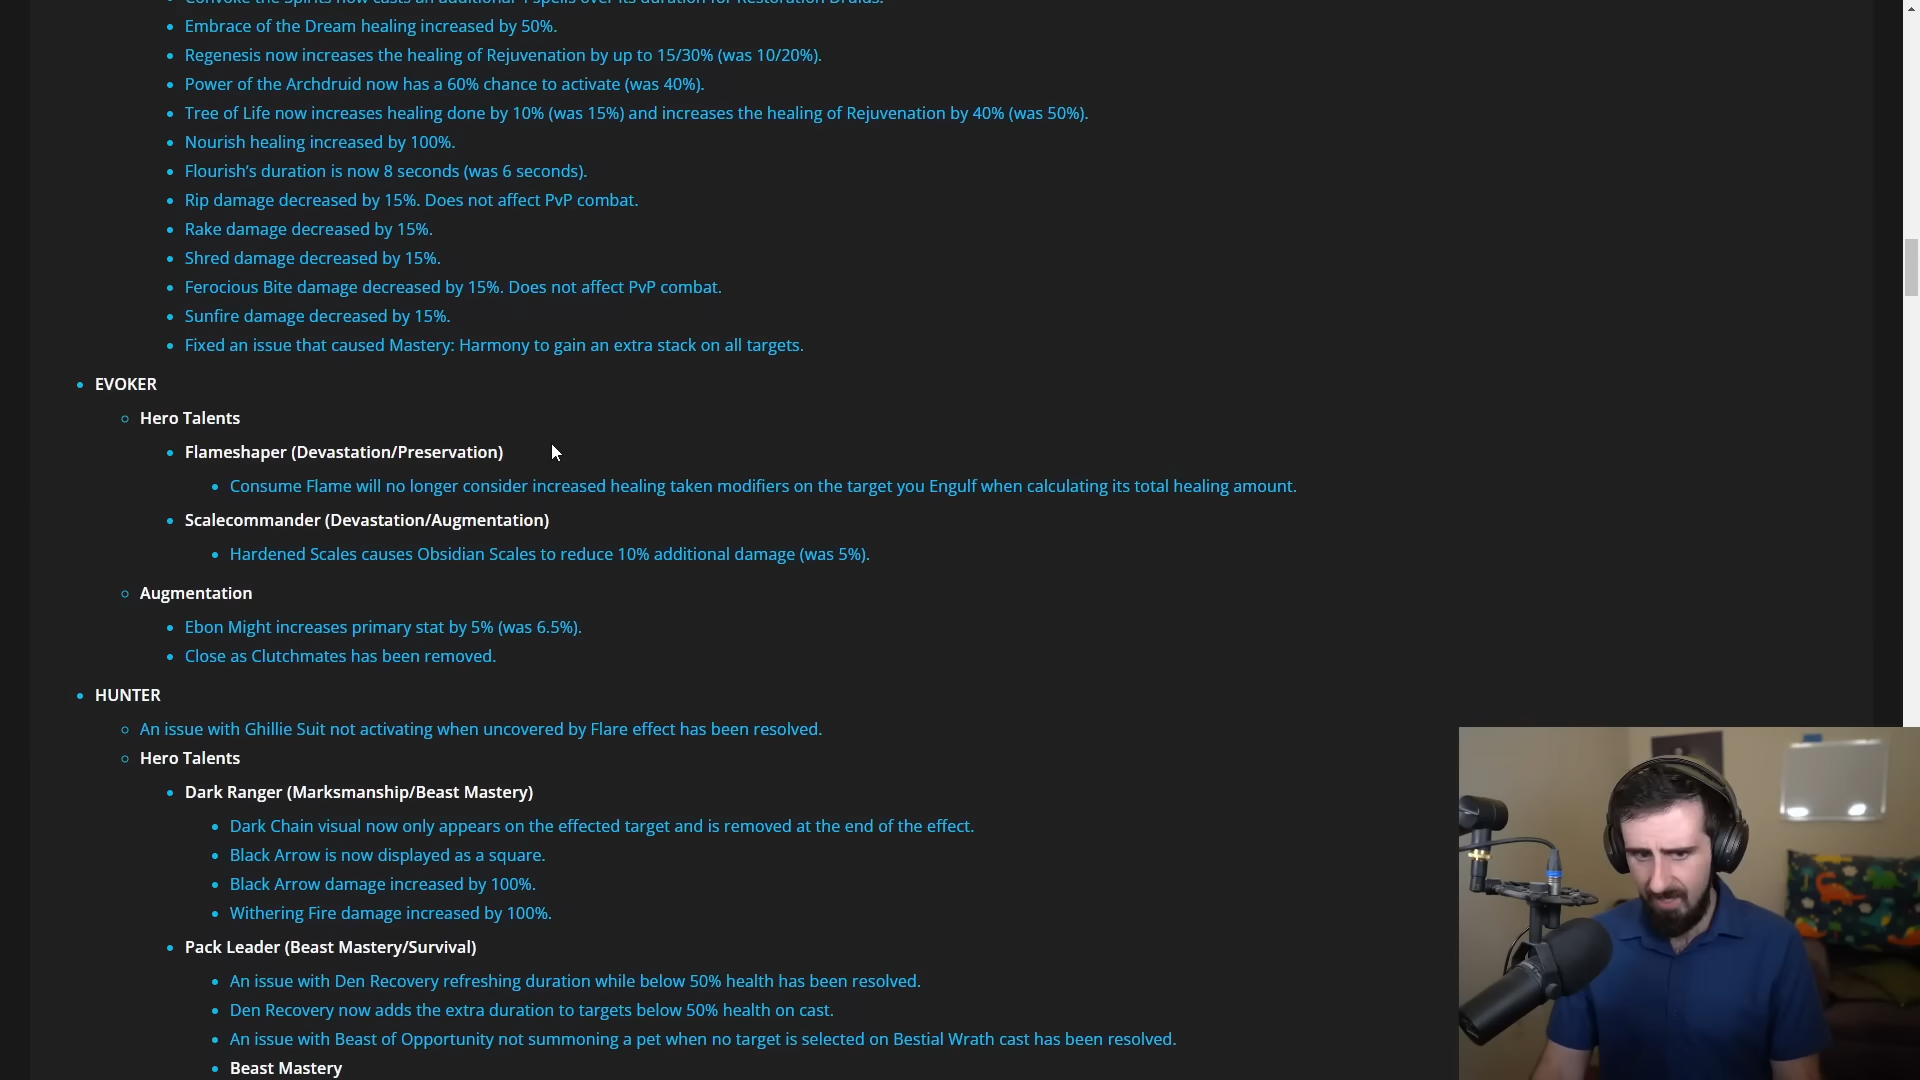 Convoke the Spirits now casts an additional 4 spells over its duration for Restoration Druids.
Embrace of the Dream healing increased by 50%.
Regenesis now increases the healing of Rejuvenation by up to 15/30% (was 10/20%).
Power of the Archdruid now has a 60% chance to activate (was 40%).
Tree of Life now increases healing done by 10% (was 15%) and increases the healing of Rejuvenation by 40% (was 50%).
Nourish healing increased by 100%.
Flourish’s duration is now 8 seconds (was 6 seconds).
Rip damage decreased by 15%. Does not affect PvP combat.
Rake damage decreased by 15%.
Shred damage decreased by 15%.
Ferocious Bite damage decreased by 15%. Does not affect PvP combat.
Sunfire damage decreased by 15%.
Fixed an issue that caused Mastery: Harmony to gain an extra stack on all targets.
EVOKER
Hero Talents
Flameshaper (Devastation/Preservation)
Consume Flame will no longer consider increased healing taken modifiers on the target you Engulf when calculating its total healing amount.
Scalecommander (Devastation/Augmentation)
Hardened Scales causes Obsidian Scales to reduce 10% additional damage (was 5%).
Augmentation
Ebon Might increases primary stat by 5% (was 6.5%).
Close as Clutchmates has been removed.
HUNTER
An issue with Ghillie Suit not activating when uncovered by Flare effect has been resolved.
Hero Talents
Dark Ranger (Marksmanship/Beast Mastery)
Dark Chain visual now only appears on the effected target and is removed at the end of the effect.
Black Arrow is now displayed as a square.
Black Arrow damage increased by 100%.
Withering Fire damage increased by 100%.
Pack Leader (Beast Mastery/Survival)
An issue with Den Recovery refreshing duration while below 50% health has been resolved.
Den Recovery now adds the extra duration to targets below 50% health on cast.
An issue with Beast of Opportunity not summoning a pet when no target is selected on Bestial Wrath cast has been resolved.
Beast Mastery